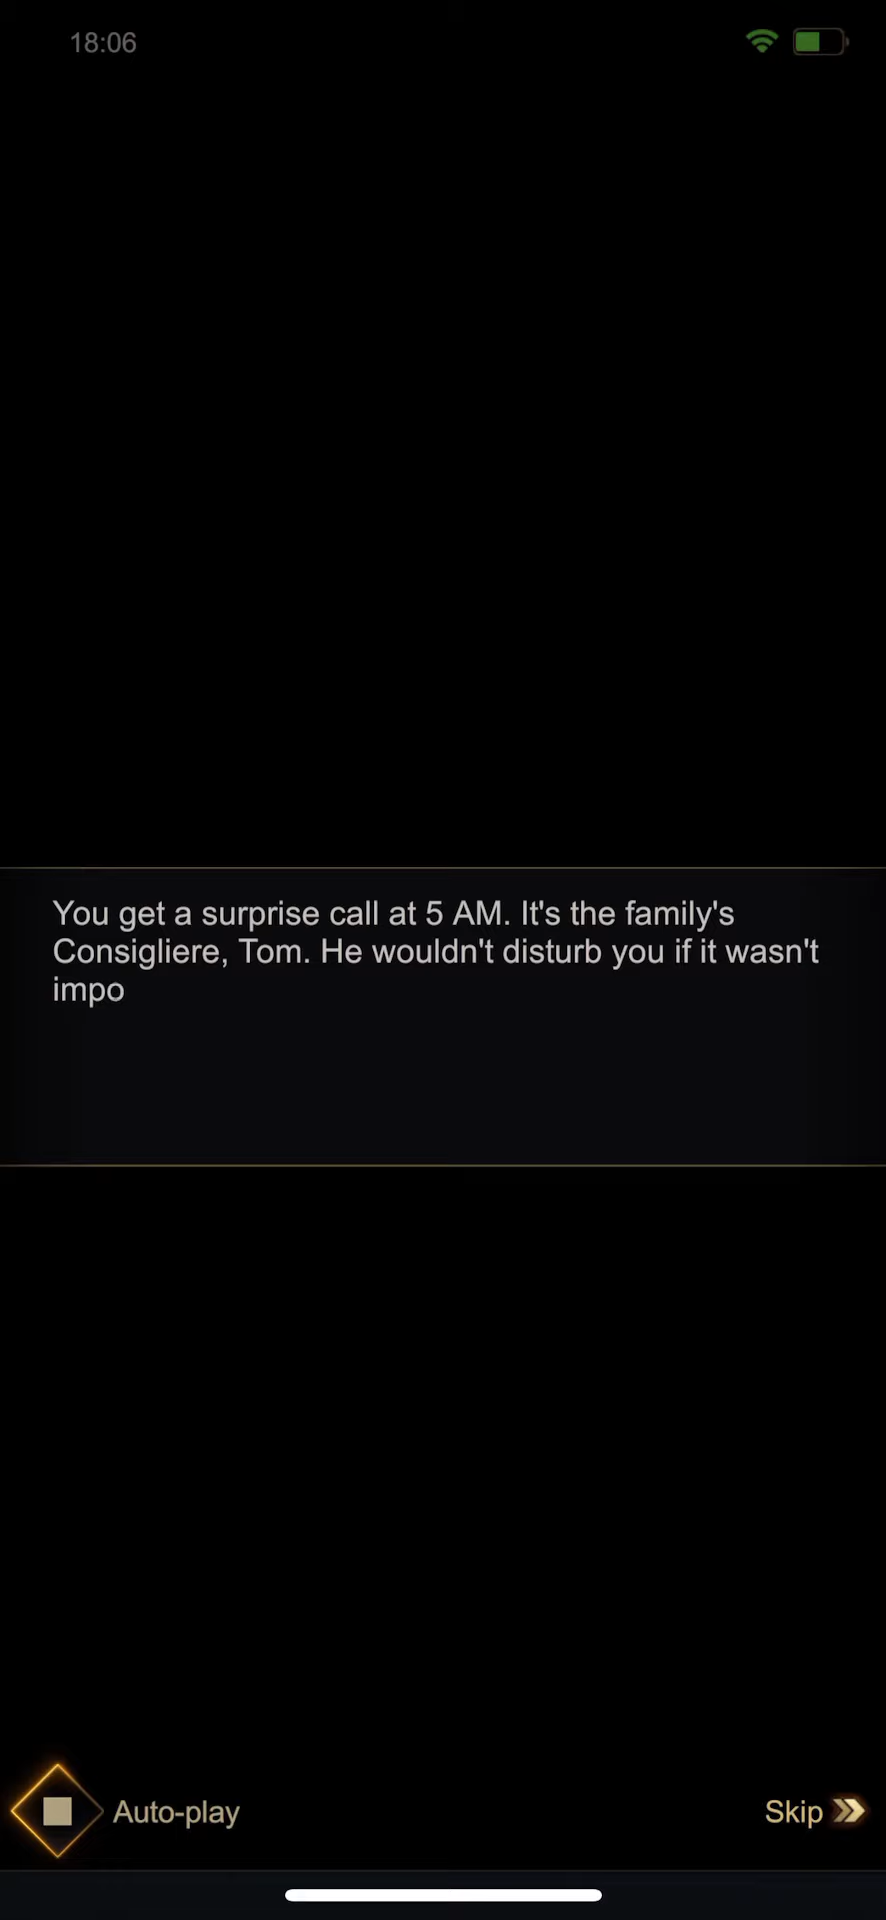 18:06
You get a surprise call at 5 AM. It's the family's
Consigliere, Tom. He wouldn't disturb you if it wasn't
impo
Auto-play
Skip